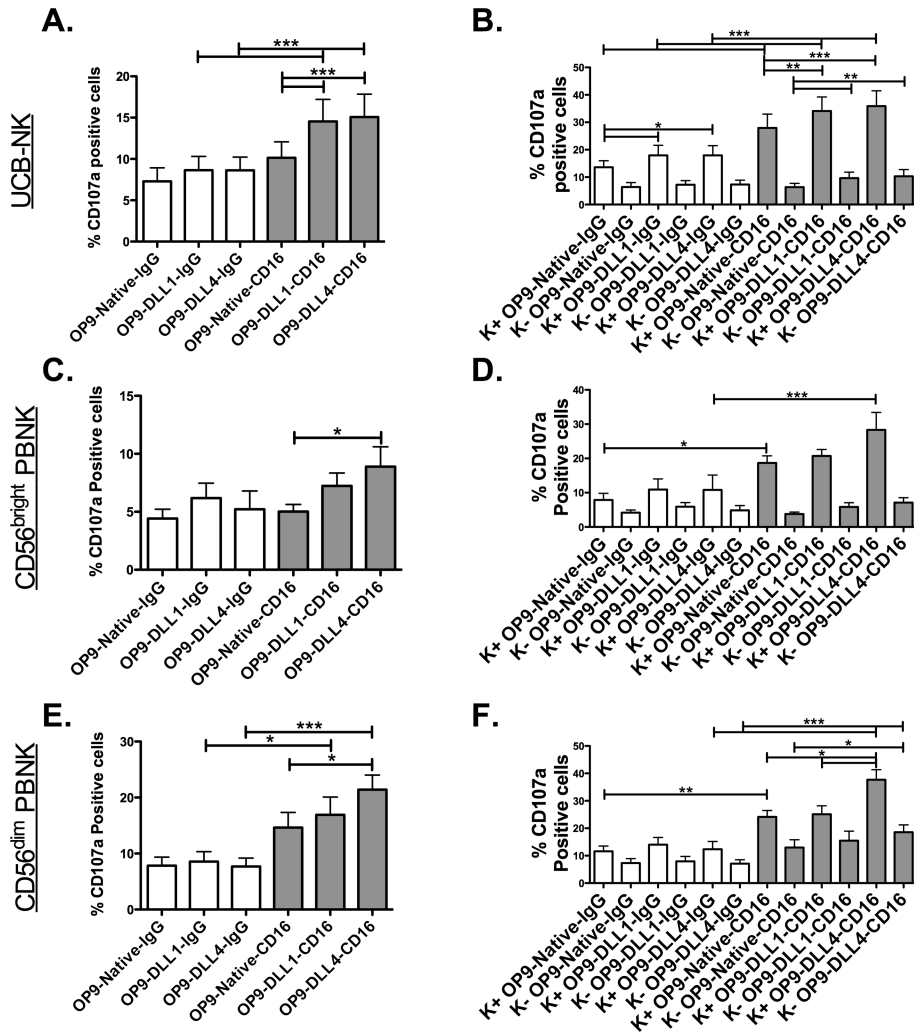 A.
UCB-NK
% CD107a positive cells
20
15
10
5
0
***
***
OP9-Native-IgG
OP9-DLL1-IgG
OP9-DLL4-IgG
OP9-Native-CD16
OP9-DLL1-CD16
OP9-DLL4-CD16
B.
% CD107a
positive cells
50
40
30
20
10
0
***
***
**
**
*
K+ OP9-Native-IgG
K- OP9-Native-IgG
K+ OP9-DLL1-IgG
K- OP9-DLL1-IgG
K+ OP9-DLL4-IgG
K- OP9-DLL4-IgG
K+ OP9-Native-CD16
K- OP9-Native-CD16
K+ OP9-DLL1-CD16
K- OP9-DLL1-CD16
K+ OP9-DLL4-CD16
K- OP9-DLL4-CD16
C.
CD56bright PBNK
% CD107a Positive cells
15
10
5
0
*
OP9-Native-IgG
OP9-DLL1-IgG
OP9-DLL4-IgG
OP9-Native-CD16
OP9-DLL1-CD16
OP9-DLL4-CD16
D.
% CD107a
Positive cells
40
30
20
10
0
***
*
K+ OP9-Native-IgG
K- OP9-Native-IgG
K+ OP9-DLL1-IgG
K- OP9-DLL1-IgG
K+ OP9-DLL4-IgG
K- OP9-DLL4-IgG
K+ OP9-Native-CD16
K- OP9-Native-CD16
K+ OP9-DLL1-CD16
K- OP9-DLL1-CD16
K+ OP9-DLL4-CD16
K- OP9-DLL4-CD16
E.
CD56dim PBNK
% CD107a Positive cells
30
20
10
0
***
*
*
OP9-Native-IgG
OP9-DLL1-IgG
OP9-DLL4-IgG
OP9-Native-CD16
OP9-DLL1-CD16
OP9-DLL4-CD16
F.
% CD107a
Positive cells
50
40
30
20
10
0
***
*
*
**
K+ OP9-Native-IgG
K- OP9-Native-IgG
K+ OP9-DLL1-IgG
K- OP9-DLL1-IgG
K+ OP9-DLL4-IgG
K- OP9-DLL4-IgG
K+ OP9-Native-CD16
K- OP9-Native-CD16
K+ OP9-DLL1-CD16
K- OP9-DLL1-CD16
K+ OP9-DLL4-CD16
K- OP9-DLL4-CD16